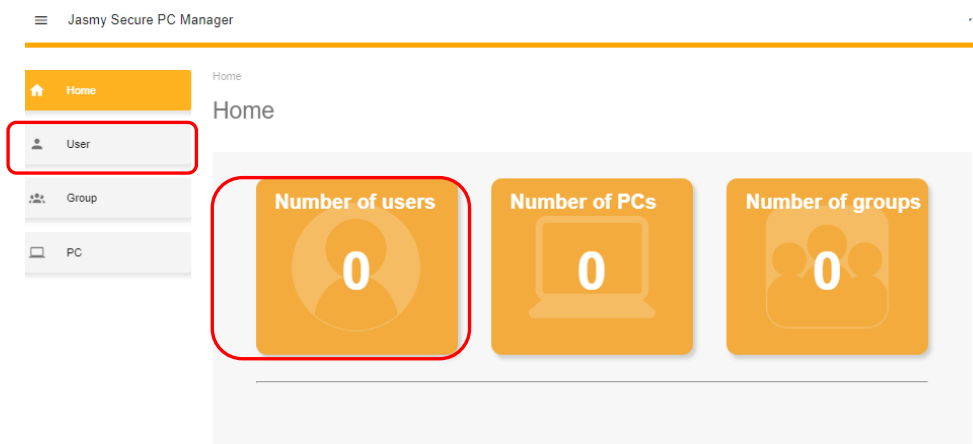 Jasmy Secure PC Manager
Home
User
Group
PC
Home
Home
Number of users
0
Number of PCs
0
Number of groups
0